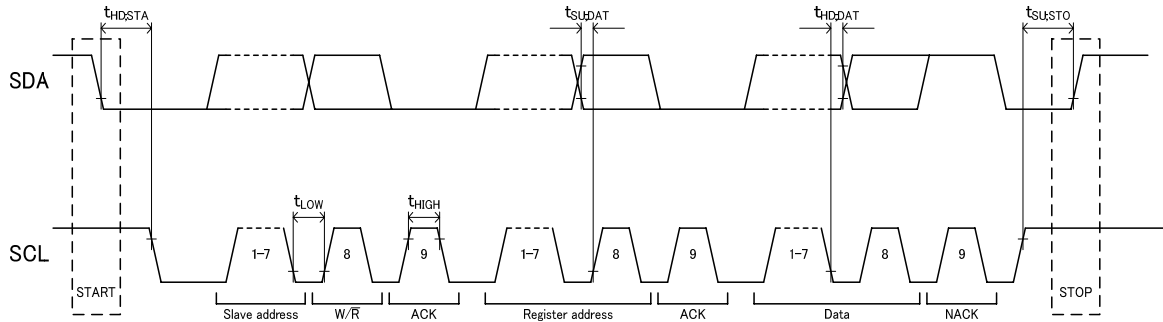 tHD;STA tSU;DAT tHD;DAT tSU;STO
SDA
tLOW tHIGH
SCL
1-7 8 9 1-7 8 9 1-7 8 9
START STOP
Slave address W/R̅ ACK Register address ACK Data NACK